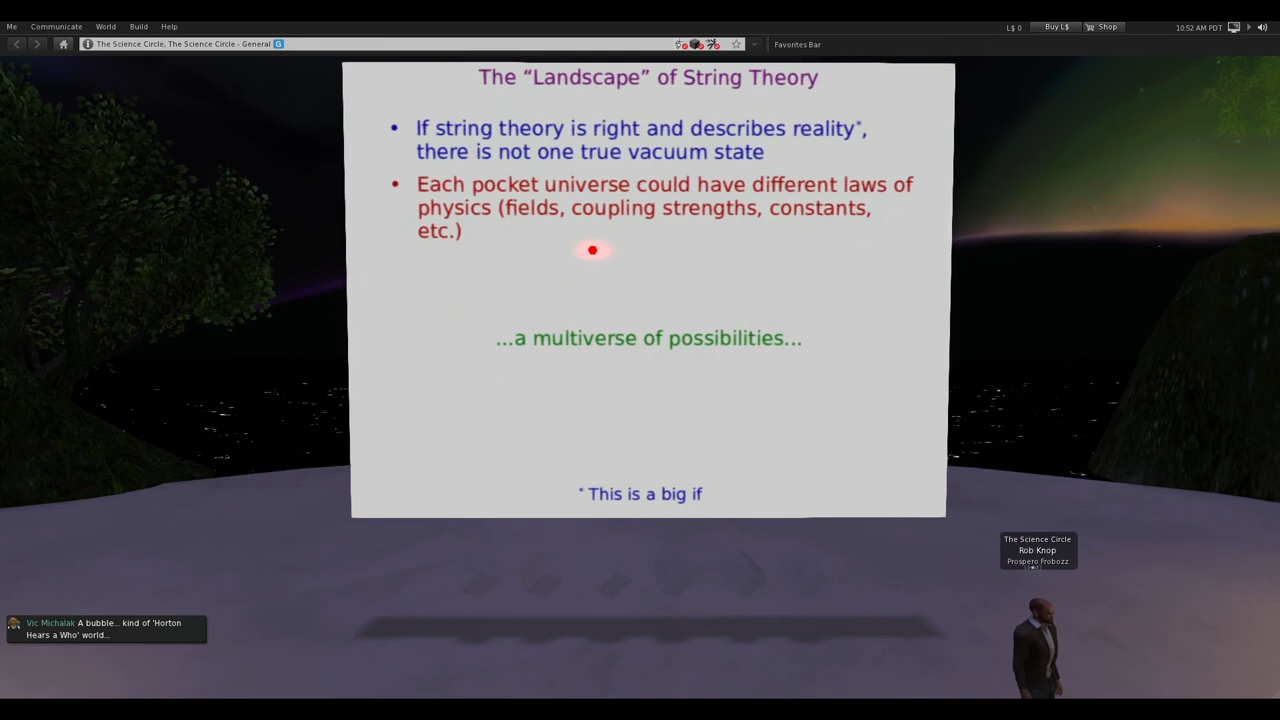 Me Communicate World Build Help
L$ 0 Buy L$ Shop 10:52 AM PDT
The Science Circle, The Science Circle - General G
Favorites Bar
The “Landscape” of String Theory
• If string theory is right and describes reality*,
there is not one true vacuum state
• Each pocket universe could have different laws of
physics (fields, coupling strengths, constants,
etc.)
...a multiverse of possibilities...
* This is a big if
The Science Circle
Rob Knop
Prospero Frobozz
Vic Michalak A bubble... kind of 'Horton
Hears a Who' world...